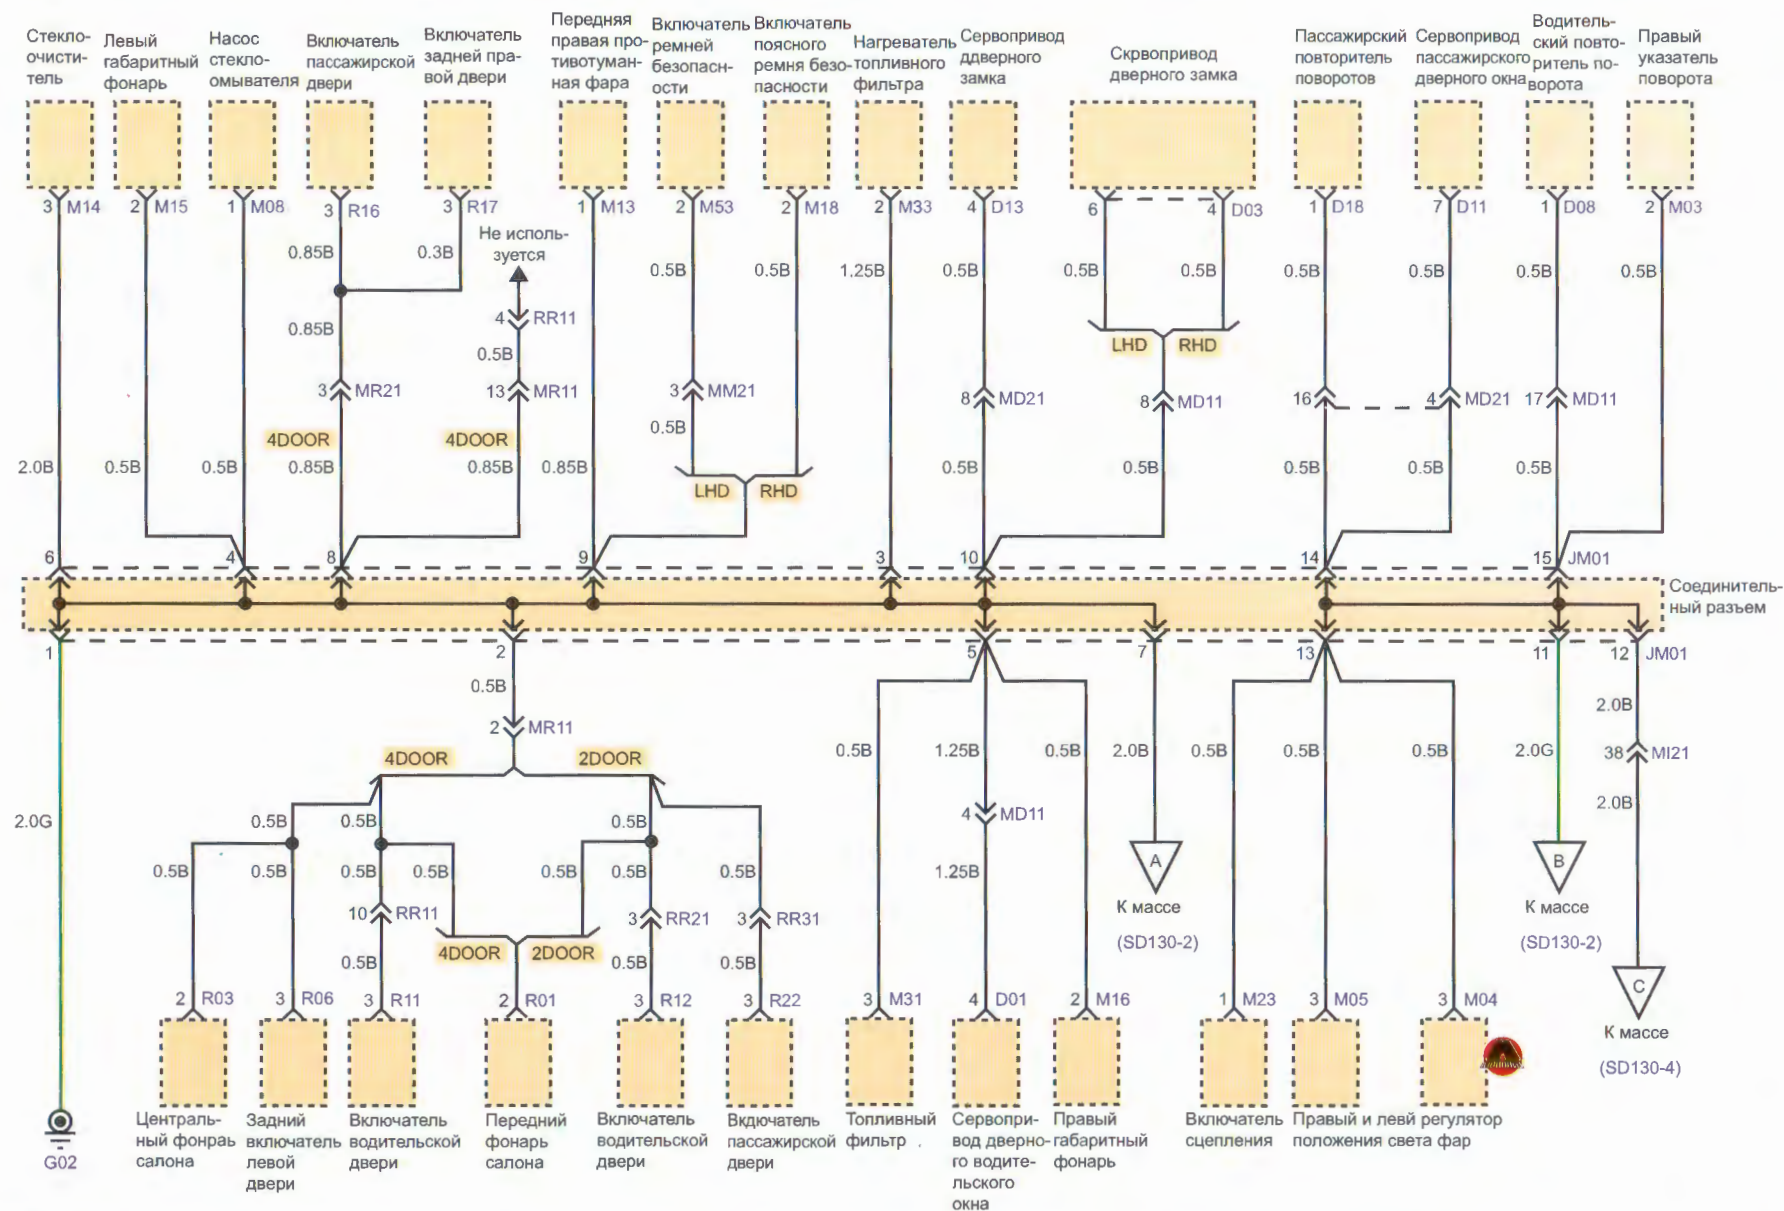 Стекло-
очисти-
тель
Левый
габаритный
фонарь
Насос
стекло-
омывателя
Включатель
пассажирской
двери
Включатель
задней пра-
вой двери
Передняя
правая про-
тивотуман-
ная фара
Включатель
ремней
безопасн-
ости
Включатель
поясного
ремня безо-
пасности
Нагреватель
топливного
фильтра
Сервопривод
ддверного
замка
Скрвопривод
дверного замка
Пассажирский
повторитель
поворотов
Сервопривод
пассажирского
дверного окна
Водитель-
ский повто-
ритель по-
ворота
Правый
указатель
поворота
3 M14
2 M15
1 M08
3 R16
3 R17
1 M13
2 M53
2 M18
2 M33
4 D13
6
4 D03
1 D18
7 D11
1 D08
2 M03
Не исполь-
зуется
0.85B
0.3B
0.5B
0.5B
1.25B
0.5B
0.5B
0.5B
0.5B
0.5B
0.5B
0.5B
4 RR11
0.85B
0.5B
LHD
RHD
3 MR21
13 MR11
3 MM21
8 MD21
8 MD11
16
4 MD21
17 MD11
4DOOR
4DOOR
0.5B
2.0B
0.5B
0.5B
0.85B
0.85B
0.85B
0.5B
0.5B
0.5B
0.5B
0.5B
LHD
RHD
6
4
8
9
3
10
14
15
JM01
Соединитель-
ный разъем
1
2
5
7
13
11
12
JM01
0.5B
2.0B
2 MR11
4DOOR
2DOOR
0.5B
1.25B
0.5B
2.0B
0.5B
0.5B
0.5B
2.0G
38 MI21
2.0B
2.0G
0.5B
0.5B
0.5B
4 MD11
0.5B
0.5B
0.5B
0.5B
0.5B
0.5B
0.5B
1.25B
A
B
10 RR11
3 RR21
3 RR31
К массе
(SD130-2)
К массе
(SD130-2)
4DOOR
2DOOR
0.5B
0.5B
0.5B
C
К массе
(SD130-4)
2 R03
3 R06
3 R11
2 R01
3 R12
3 R22
3 M31
4 D01
2 M16
1 M23
3 M05
3 M04
G02
Централь-
ный фонраь
салона
Задний
включатель
левой
двери
Включатель
водительской
двери
Передний
фонарь
салона
Включатель
водительской
двери
Вкдючатель
пассажирской
двери
Топливный
фильтр
Сервопри-
вод дверно-
го водите-
льского
окна
Правый
габаритный
фонарь
Включатель
сцепления
Правый и левй регулятор
положения света фар